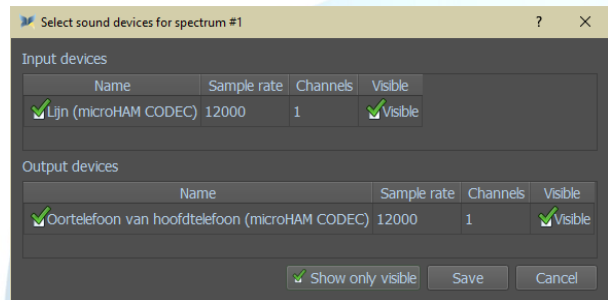 Select sound devices for spectrum #1 ? ×
Input devices
Name Sample rate Channels Visible
Lijn (microHAM CODEC) 12000 1 Visible
Output devices
Name Sample rate Channels Visible
Oortelefoon van hoofdtelefoon (microHAM CODEC) 12000 1 Visible
Show only visible Save Cancel